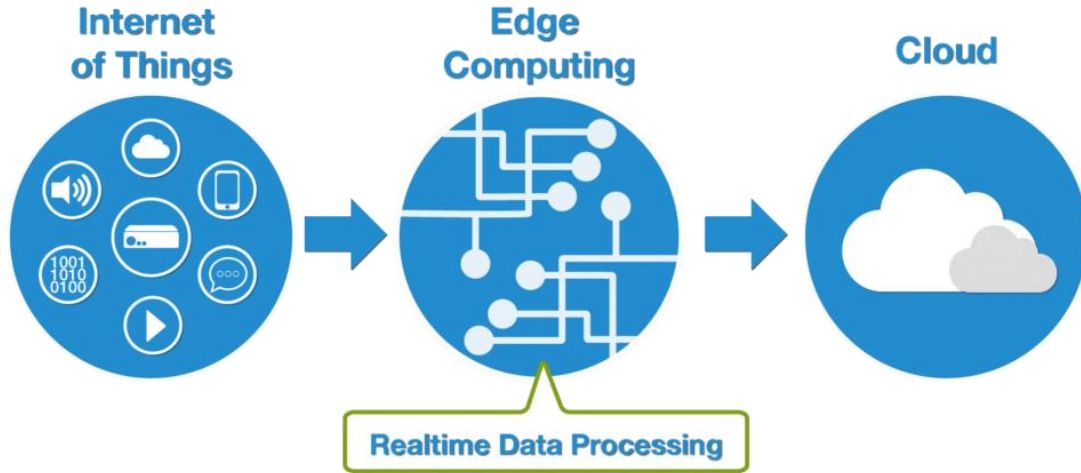 Internet
of Things
Edge
Computing
Cloud
1001
1010
0100
Realtime Data Processing